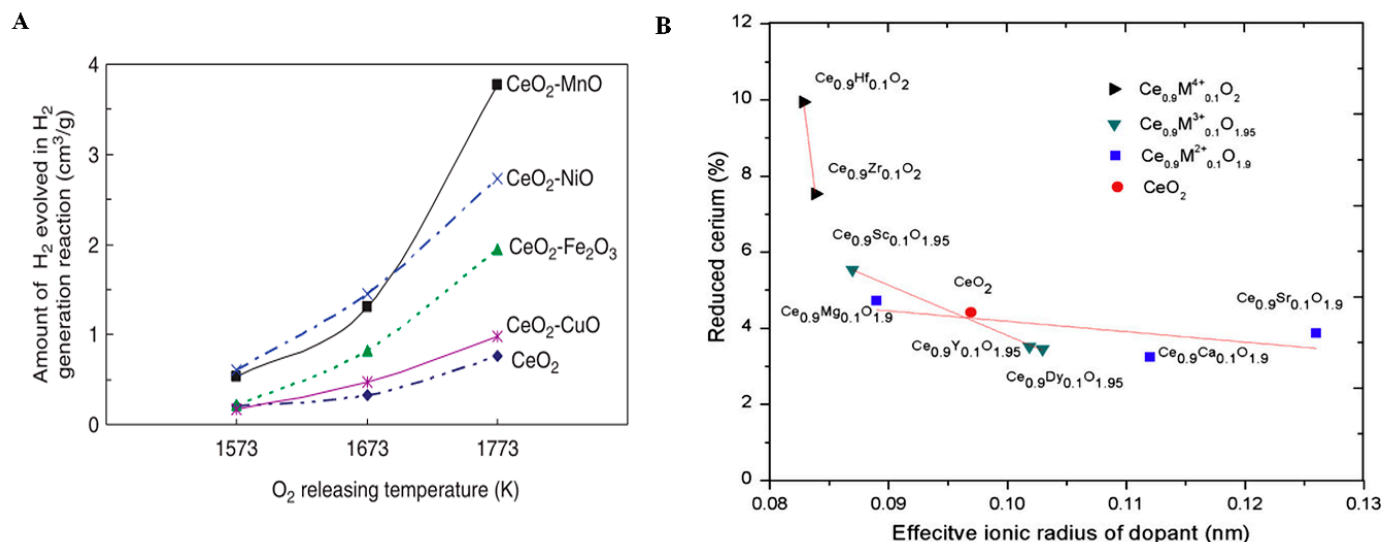 A
Amount of H2 evolved in H2
generation reaction (cm3/g)
4
3
2
1
0
CeO2-MnO
CeO2-NiO
CeO2-Fe2O3
CeO2-CuO
CeO2
1573
1673
1773
O2 releasing temperature (K)
B
Reduced cerium (%)
12
10
8
6
4
2
0
Ce0.9Hf0.1O2
Ce0.9Zr0.1O2
Ce0.9Sc0.1O1.95
CeO2
Ce0.9Mg0.1O1.9
Ce0.9Y0.1O1.95
Ce0.9Dy0.1O1.95
Ce0.9Ca0.1O1.9
Ce0.9Sr0.1O1.9
Ce0.9M4+0.1O2
Ce0.9M3+0.1O1.95
Ce0.9M2+0.1O1.9
CeO2
0.08
0.09
0.10
0.11
0.12
0.13
Effecitve ionic radius of dopant (nm)